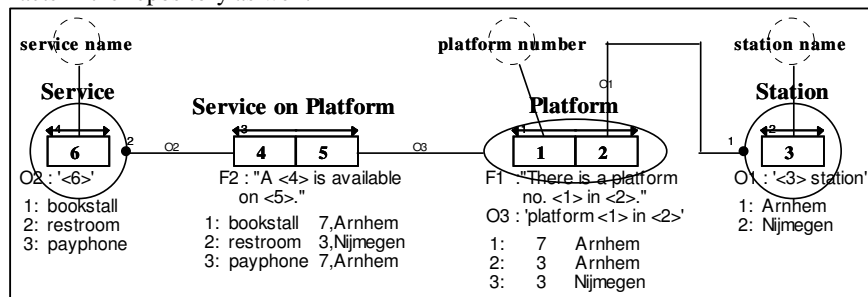 service name platform number station name
Service Service on Platform Platform Station
O1
4 3 1 2
6 4 5 1 2 3
2 O2 O3 1
O2 : '<6>'
1: bookstall
2: restroom
3: payphone
F2 : "A <4> is available
on <5>."
1: bookstall 7,Arnhem
2: restroom 3,Nijmegen
3: payphone 7,Arnhem
F1 :"There is a platform
no. <1> in <2>."
O3 : 'platform <1> in <2>'
1: 7 Arnhem
2: 3 Arnhem
3: 3 Nijmegen
O1 : '<3> station'
1: Arnhem
2: Nijmegen